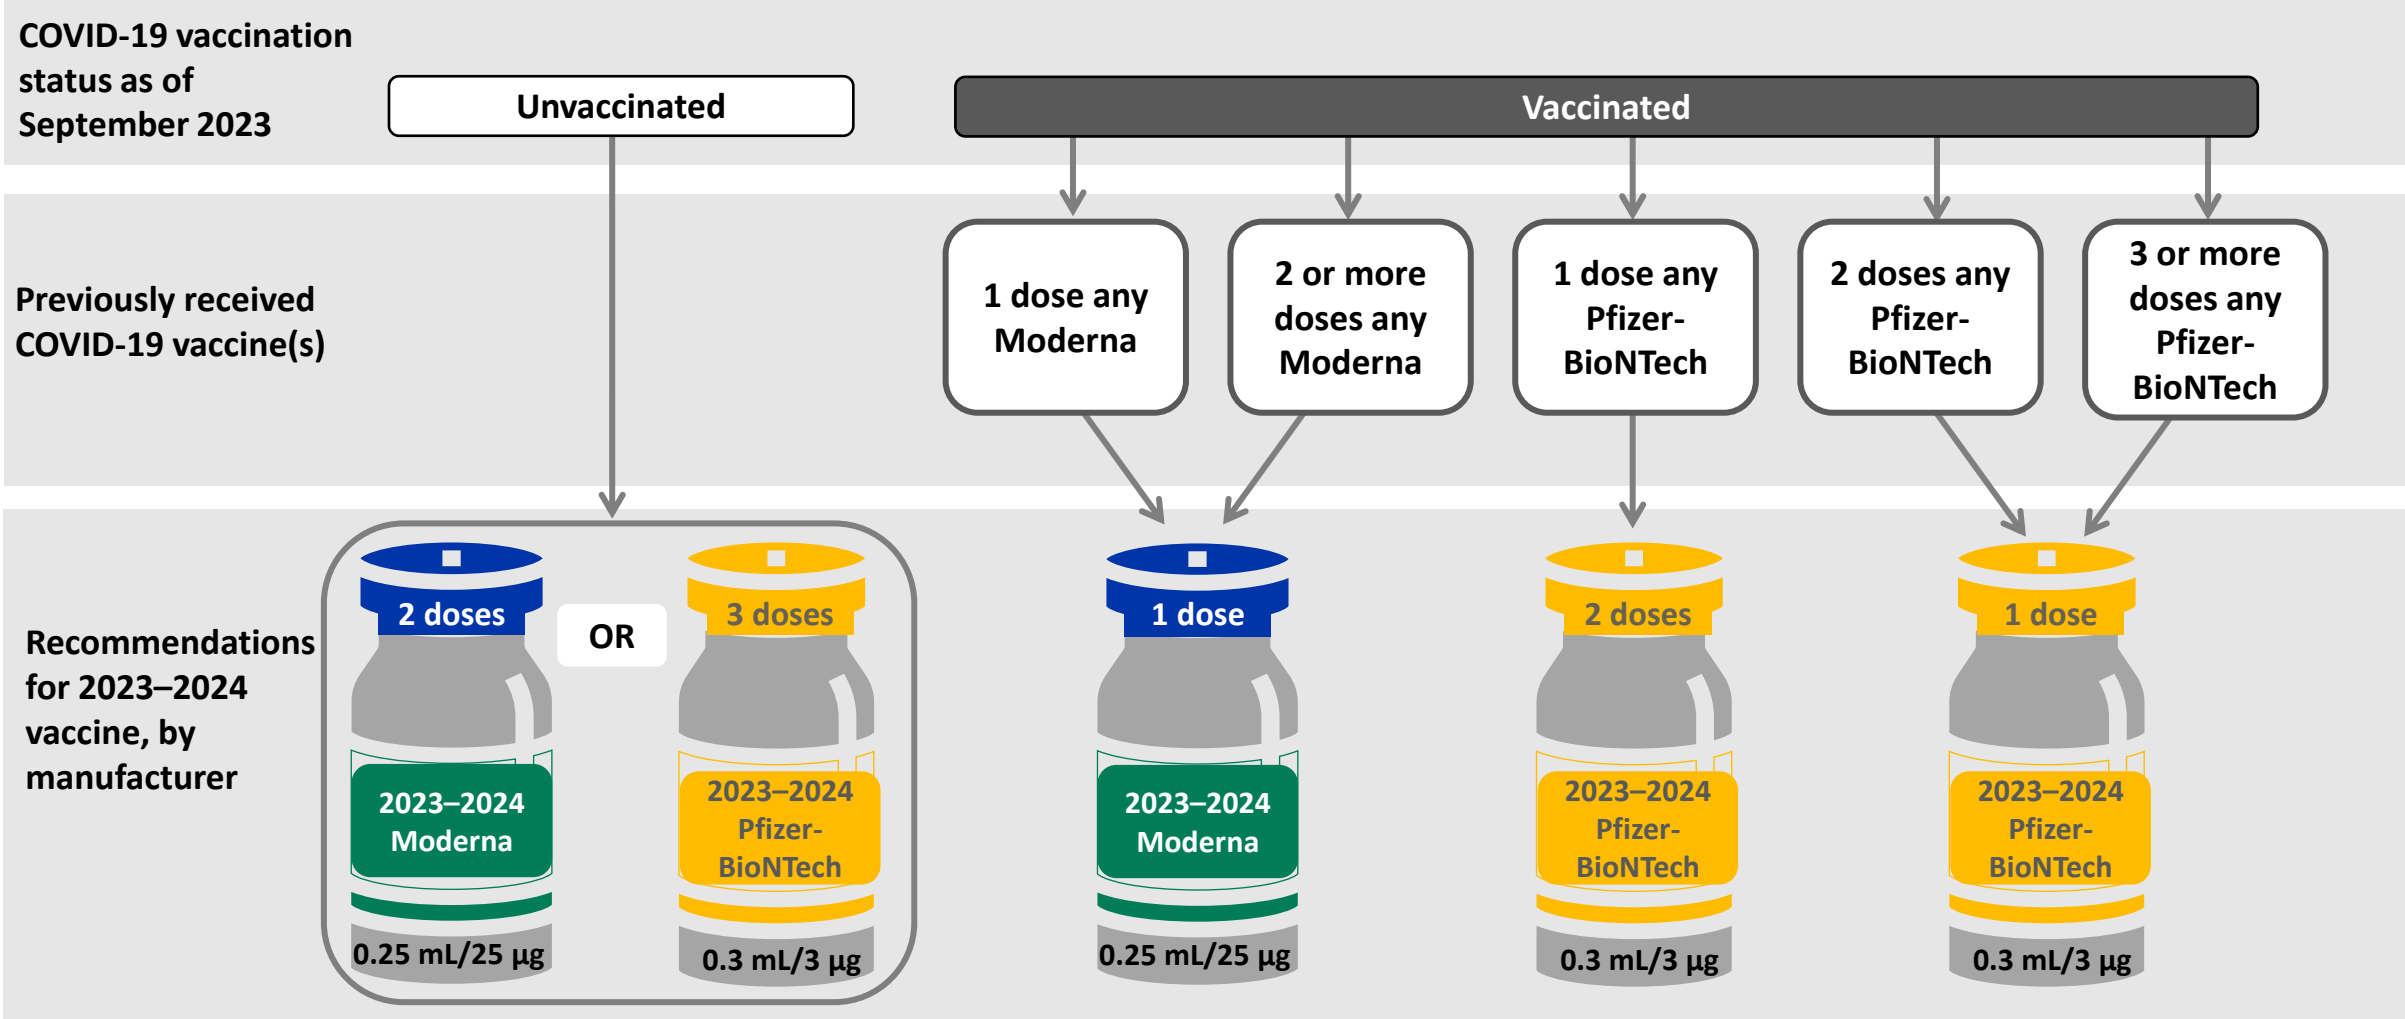 COVID-19 vaccination
status as of
September 2023
Unvaccinated
Vaccinated
Previously received
COVID-19 vaccine(s)
1 dose any
Moderna
2 or more
doses any
Moderna
1 dose any
Pfizer-
BioNTech
2 doses any
Pfizer-
BioNTech
3 or more
doses any
Pfizer-
BioNTech
Recommendations
for 2023–2024
vaccine, by
manufacturer
2 doses
2023–2024
Moderna
0.25 mL/25 µg
OR
3 doses
2023–2024
Pfizer-
BioNTech
0.3 mL/3 µg
1 dose
2023–2024
Moderna
0.25 mL/25 µg
2 doses
2023–2024
Pfizer-
BioNTech
0.3 mL/3 µg
1 dose
2023–2024
Pfizer-
BioNTech
0.3 mL/3 µg